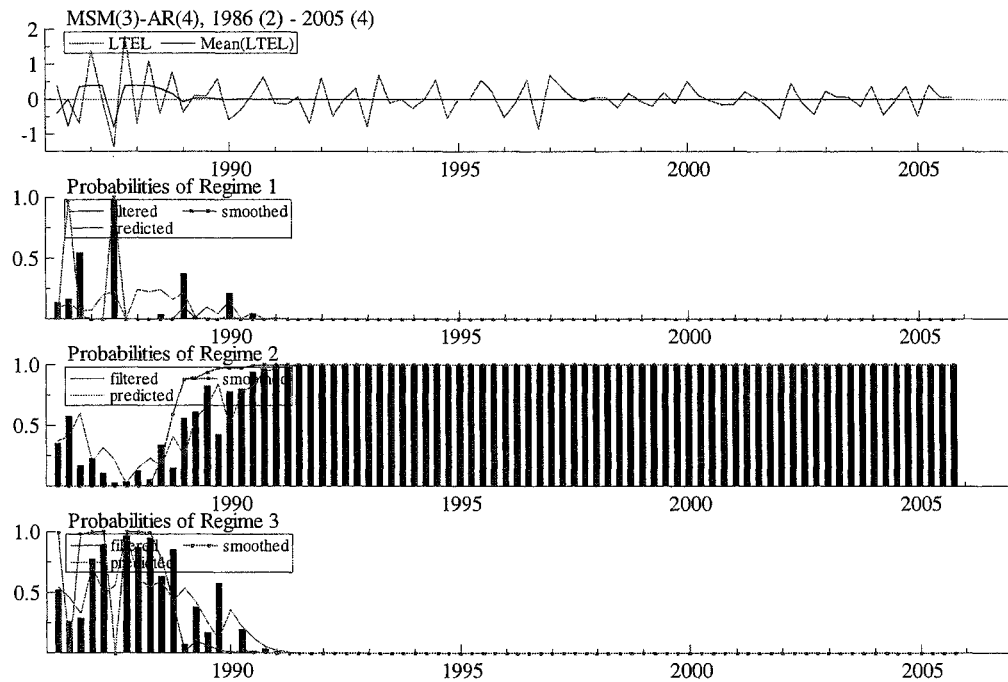 MSM(3)-AR(4), 1986 (2) - 2005 (4)
LTEL Mean(LTEL)
2
1
0
-1
1990 1995 2000 2005
Probabilities of Regime 1
1.0
filtered smoothed
predicted
0.5
1990 1995 2000 2005
Probabilities of Regime 2
1.0
filtered smoothed
predicted
0.5
1990 1995 2000 2005
Probabilities of Regime 3
1.0
filtered smoothed
predicted
0.5
1990 1995 2000 2005